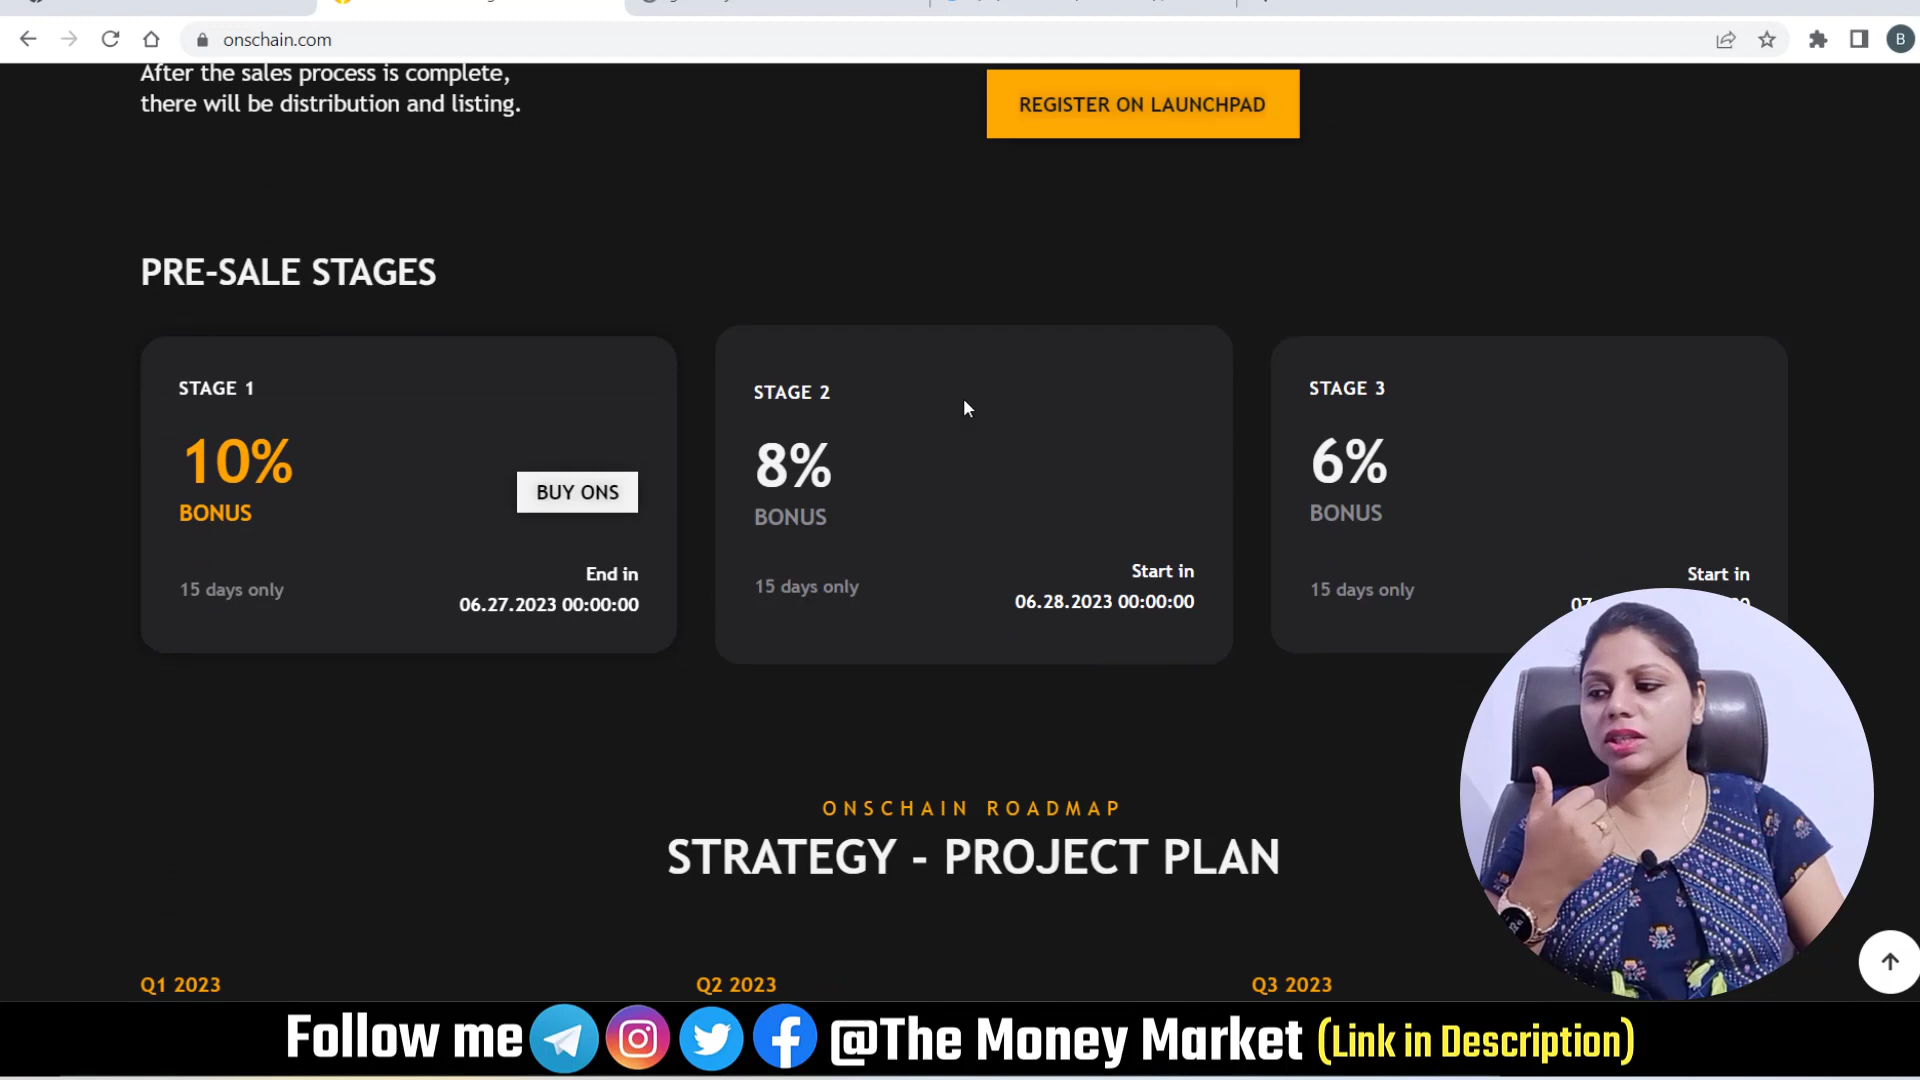 onschain.com
B
After the sales process is complete,
there will be distribution and listing.
REGISTER ON LAUNCHPAD
PRE-SALE STAGES
STAGE 1
10%
BONUS
BUY ONS
15 days only
End in
06.27.2023 00:00:00
STAGE 2
8%
BONUS
15 days only
Start in
06.28.2023 00:00:00
STAGE 3
6%
BONUS
15 days only
Start in
ONSCHAIN ROADMAP
STRATEGY - PROJECT PLAN
Q1 2023
Q2 2023
Q3 2023
Follow me @The Money Market (Link in Description)